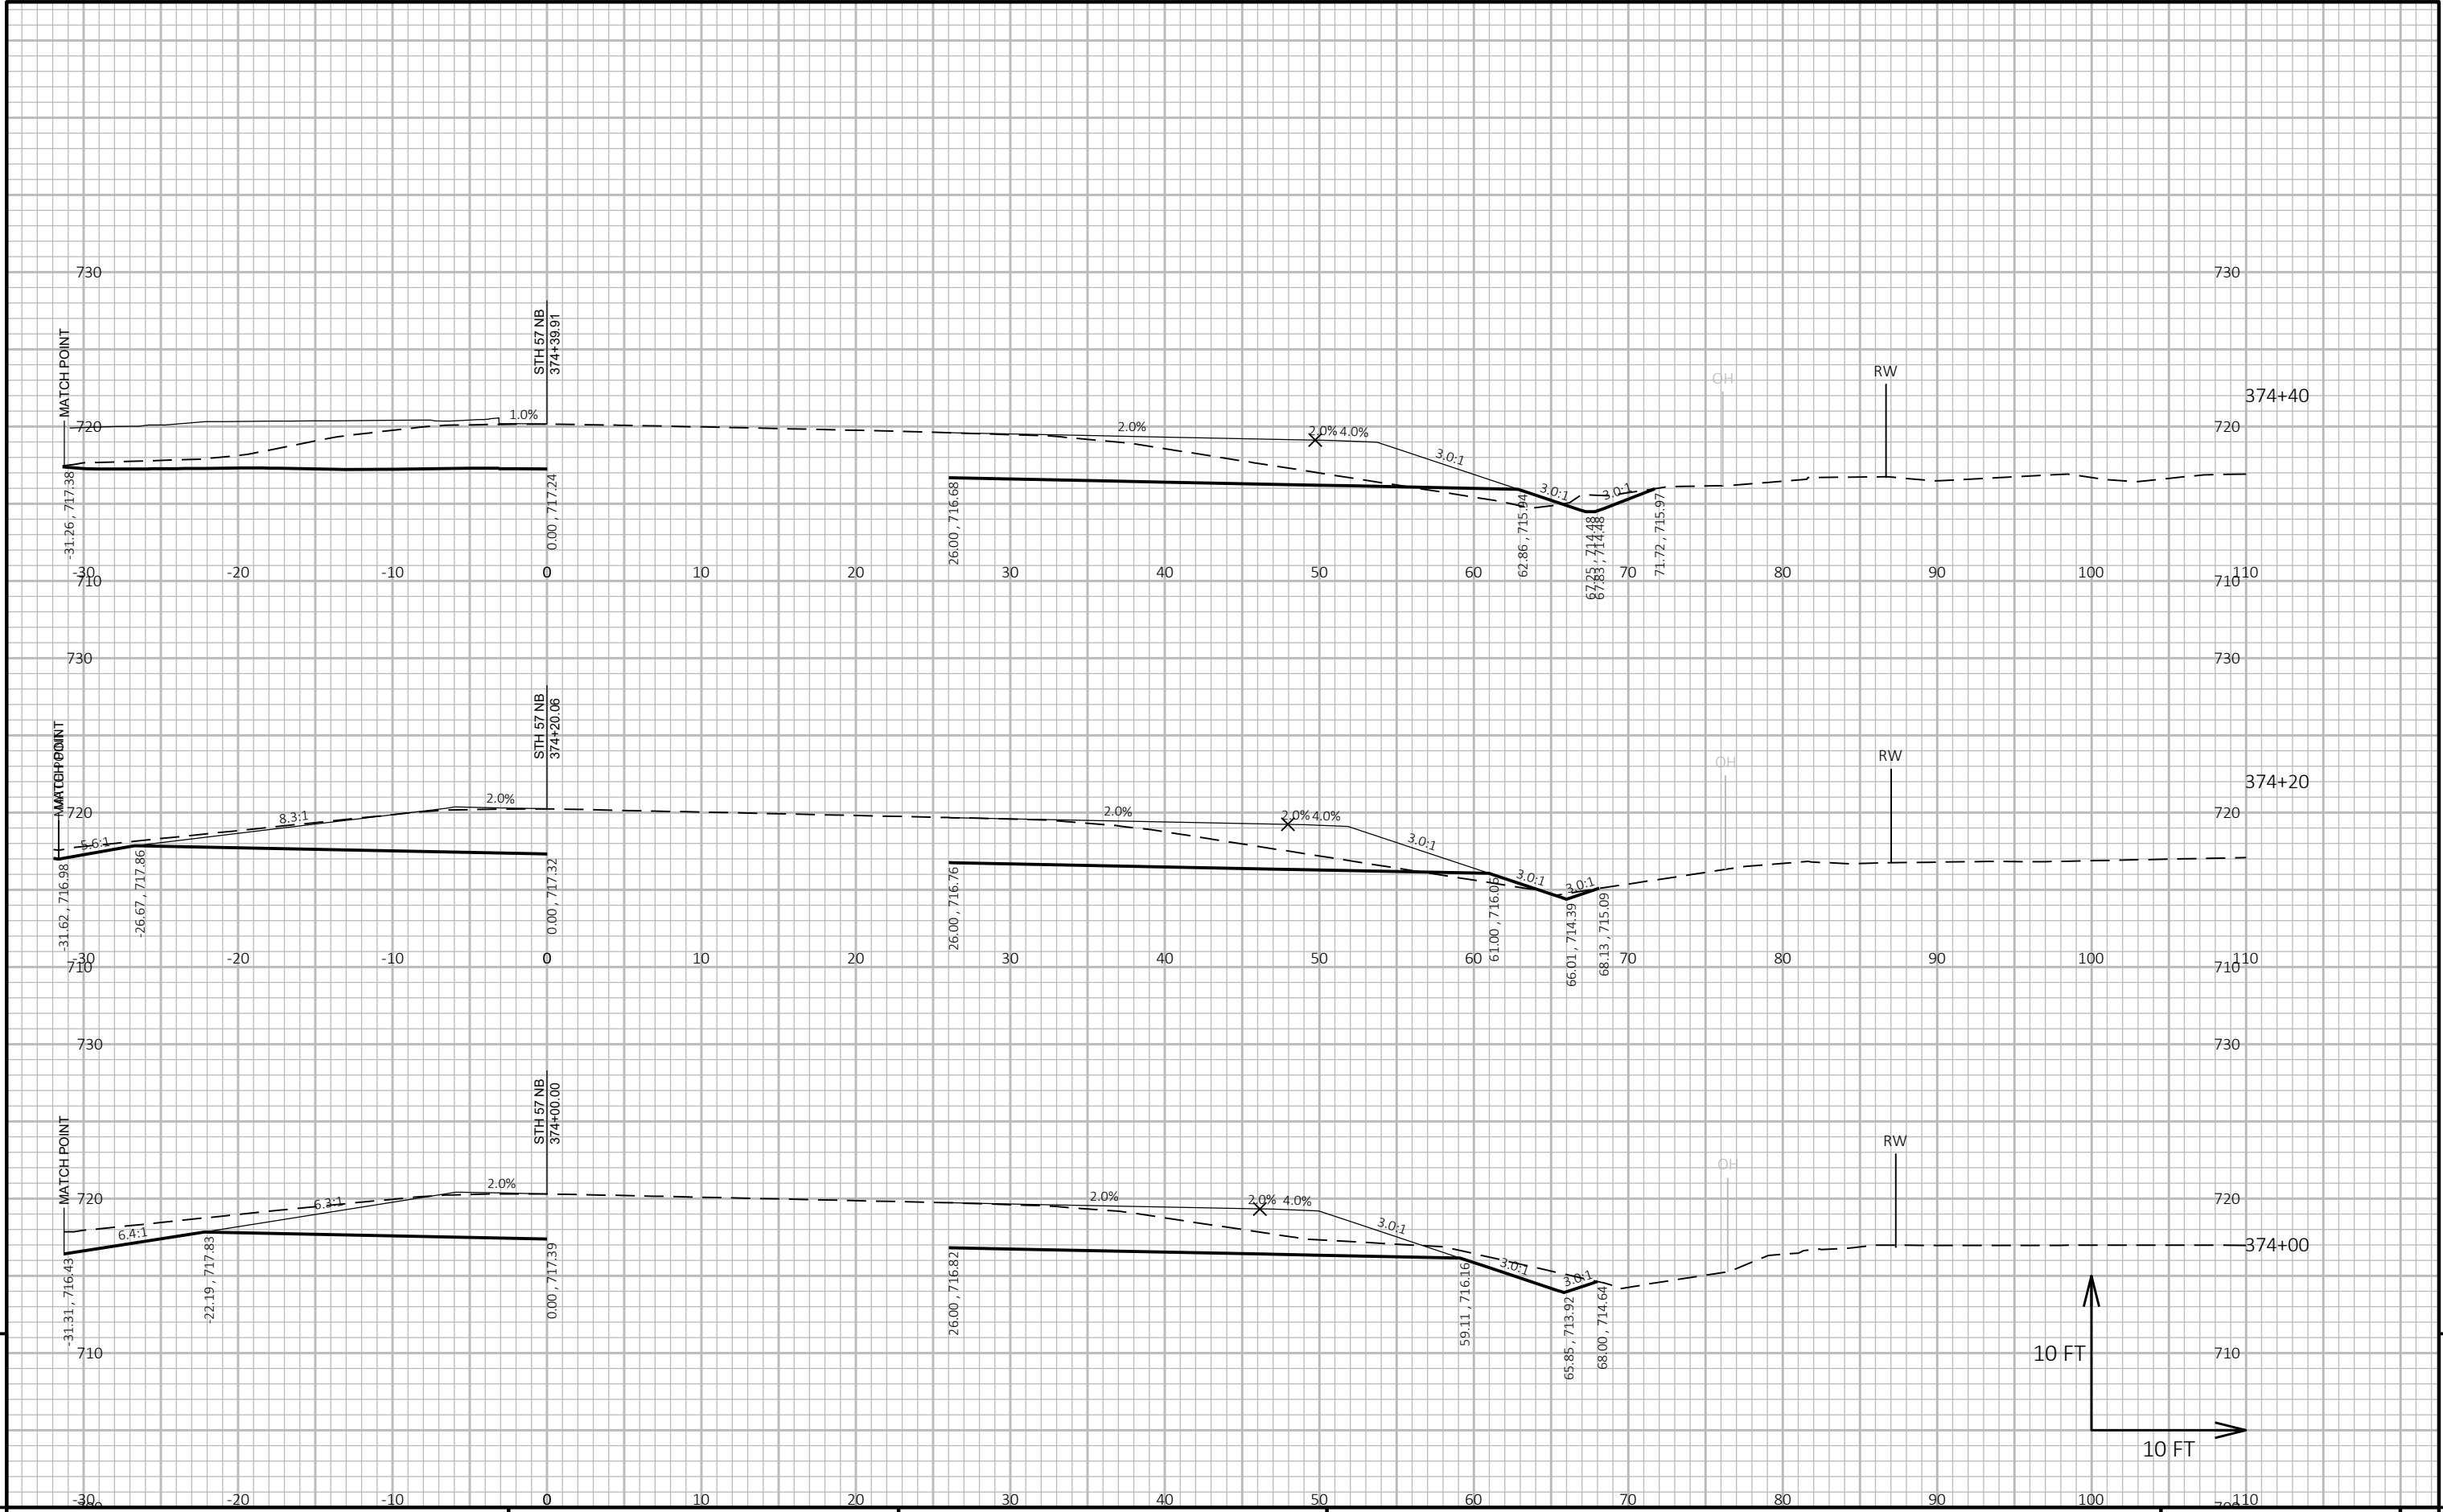 730
730
MATCH POINT
STH 57 NB
374+39.91
OH
RW
374+40
720
1.0%
2.0%
2.0%
4.0%
3.0:1
720
3.0:1
3.0:1
-31.26 , 717.38
0.00 , 717.24
26.00 , 716.68
62.86 , 715.94
67.25 , 714.48
67.83 , 714.48
71.72 , 715.97
-30
-20
-10
0
10
20
30
40
50
60
70
80
90
100
110
710
710
730
730
MATCH POINT
MATCH POINT
STH 57 NB
374+20.06
OH
RW
374+20
720
5.6:1
8.3:1
2.0%
2.0%
2.0%
4.0%
3.0:1
720
3.0:1
3.0:1
-31.62 , 716.98
-26.67 , 717.86
0.00 , 717.32
26.00 , 716.76
61.00 , 716.06
66.01 , 714.39
68.13 , 715.09
-30
-20
-10
0
10
20
30
40
50
60
70
80
90
100
110
710
710
730
730
MATCH POINT
STH 57 NB
374+00.00
OH
RW
720
6.4:1
6.3:1
2.0%
2.0%
2.0%
4.0%
3.0:1
720
374+00
3.0:1
3.0:1
-31.31 , 716.43
-22.19 , 717.83
0.00 , 717.39
26.00 , 716.82
59.11 , 716.16
65.85 , 713.92
68.00 , 714.64
710
10 FT
710
10 FT
-30
-20
-10
0
10
20
30
40
50
60
70
80
90
100
110